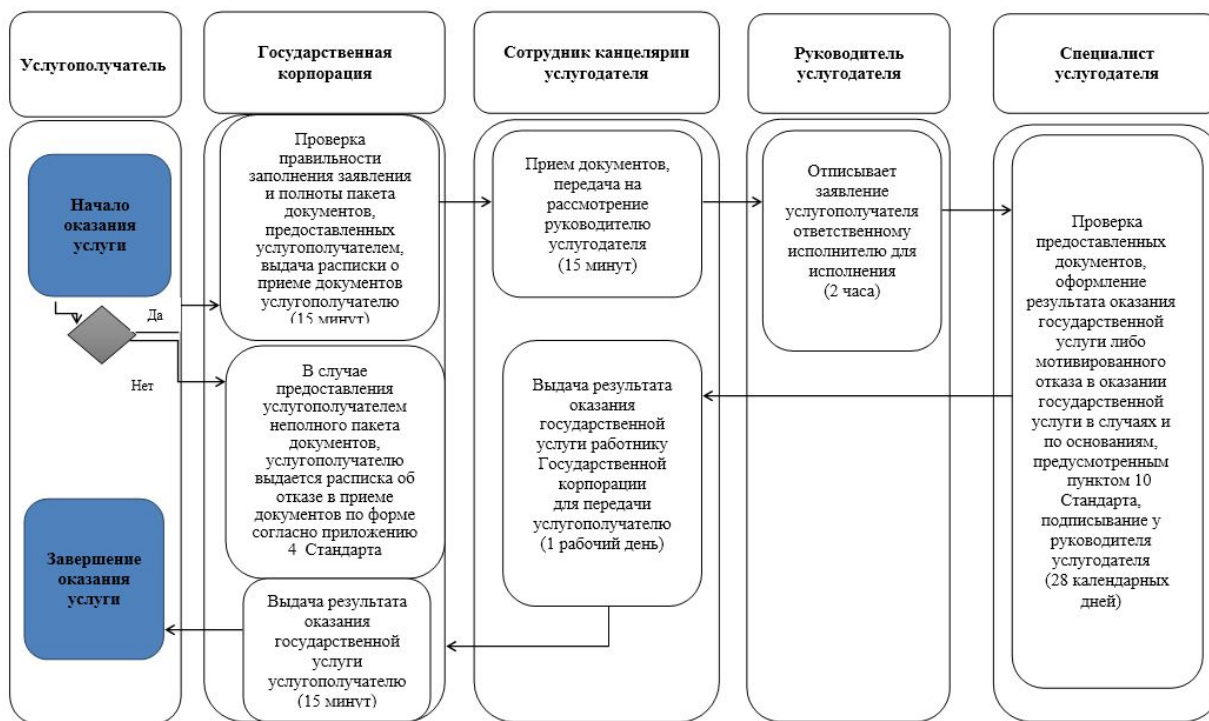 Услугополучатель
Государственная
корпорация
Сотрудник канцелярии
услугодателя
Руководитель
услугодателя
Специалист
услугодателя
Начало
оказания
услуги
Да
Нет
Завершение
оказания
услуги
Проверка
правильности
заполнения заявления
и полноты пакета
документов,
предоставленных
услугополучателем,
выдача расписки о
приеме документов
услугополучателю
(15 минут)
В случае
предоставления
услугополучателем
неполного пакета
документов,
услугополучателю
выдается расписка об
отказе в приеме
документов по форме
согласно приложению
4 Стандарта
Выдача результата
оказания
государственной
услуги
услугополучателю
(15 минут)
Прием документов,
передача на
рассмотрение
руководителю
услугодателя
(15 минут)
Выдача результата
оказания
государственной
услуги работнику
Государственной
корпорации
для передачи
услугополучателю
(1 рабочий день)
Отписывает
заявление
услугополучателя
ответственному
исполнителю для
исполнения
(2 часа)
Проверка
предоставленных
документов,
оформление
результата оказания
государственной
услуги либо
мотивированного
отказа в оказании
государственной
услуги в случаях и
по основаниям,
предусмотренным
пунктом 10
Стандарта,
подписывание у
руководителя
услугодателя
(28 календарных
дней)